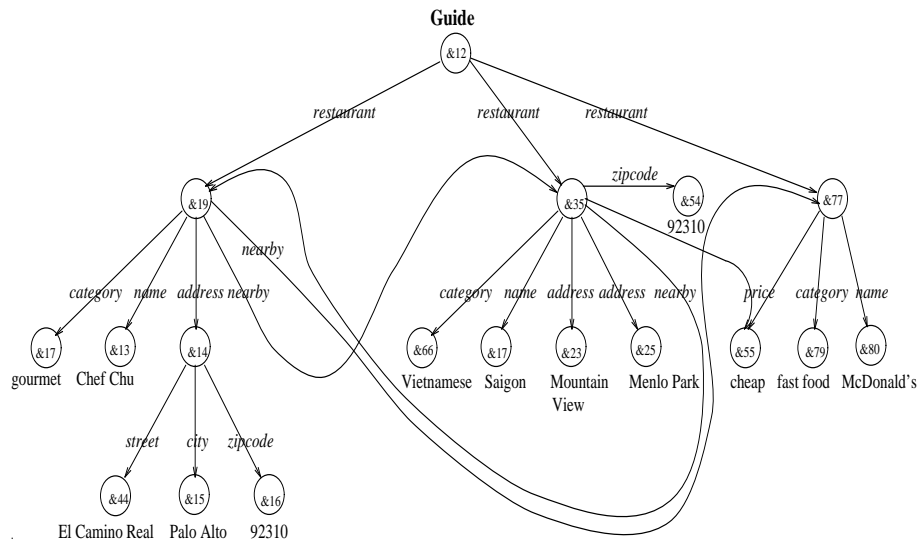 Guide
&12
restaurant restaurant restaurant
zipcode
&19 &35 &54 &77
92310
nearby
category name address nearby category name address address nearby price category name
&17 &13 &14 &66 &17 &23 &25 &55 &79 &80
gourmet Chef Chu Vietnamese Saigon Mountain Menlo Park cheap fast food McDonald's
View
street city zipcode
&44 &15 &16
El Camino Real Palo Alto 92310